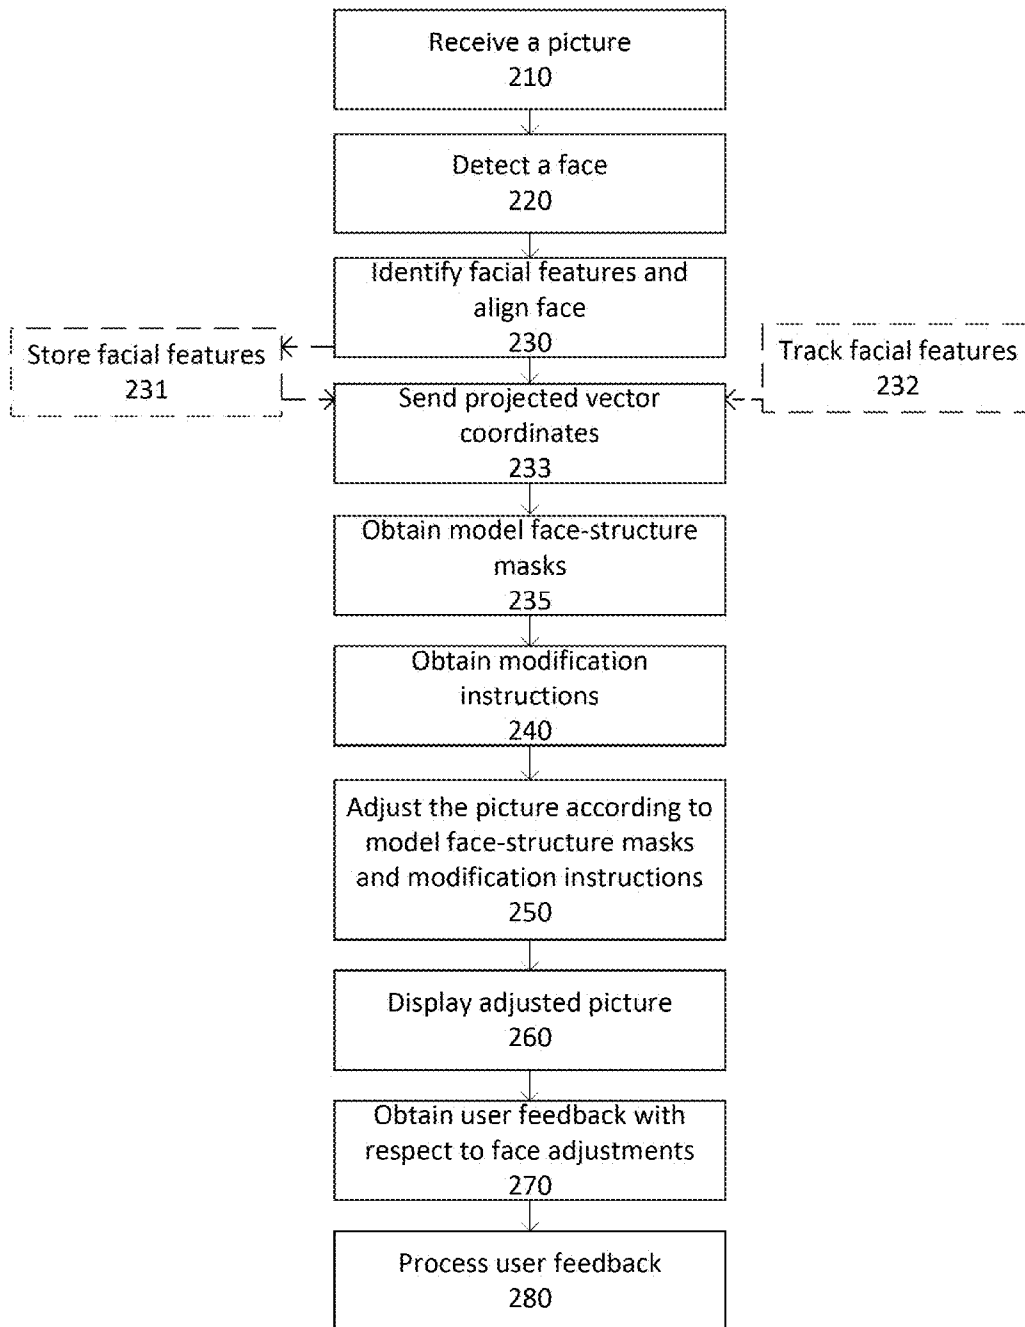 Receive a picture
210
Detect a face
220
Identify facial features and
align face
230
Store facial features
231
Track facial features
232
Send projected vector
coordinates
233
Obtain model face-structure
masks
235
Obtain modification
instructions
240
Adjust the picture according to
model face-structure masks
and modification instructions
250
Display adjusted picture
260
Obtain user feedback with
respect to face adjustments
270
Process user feedback
280